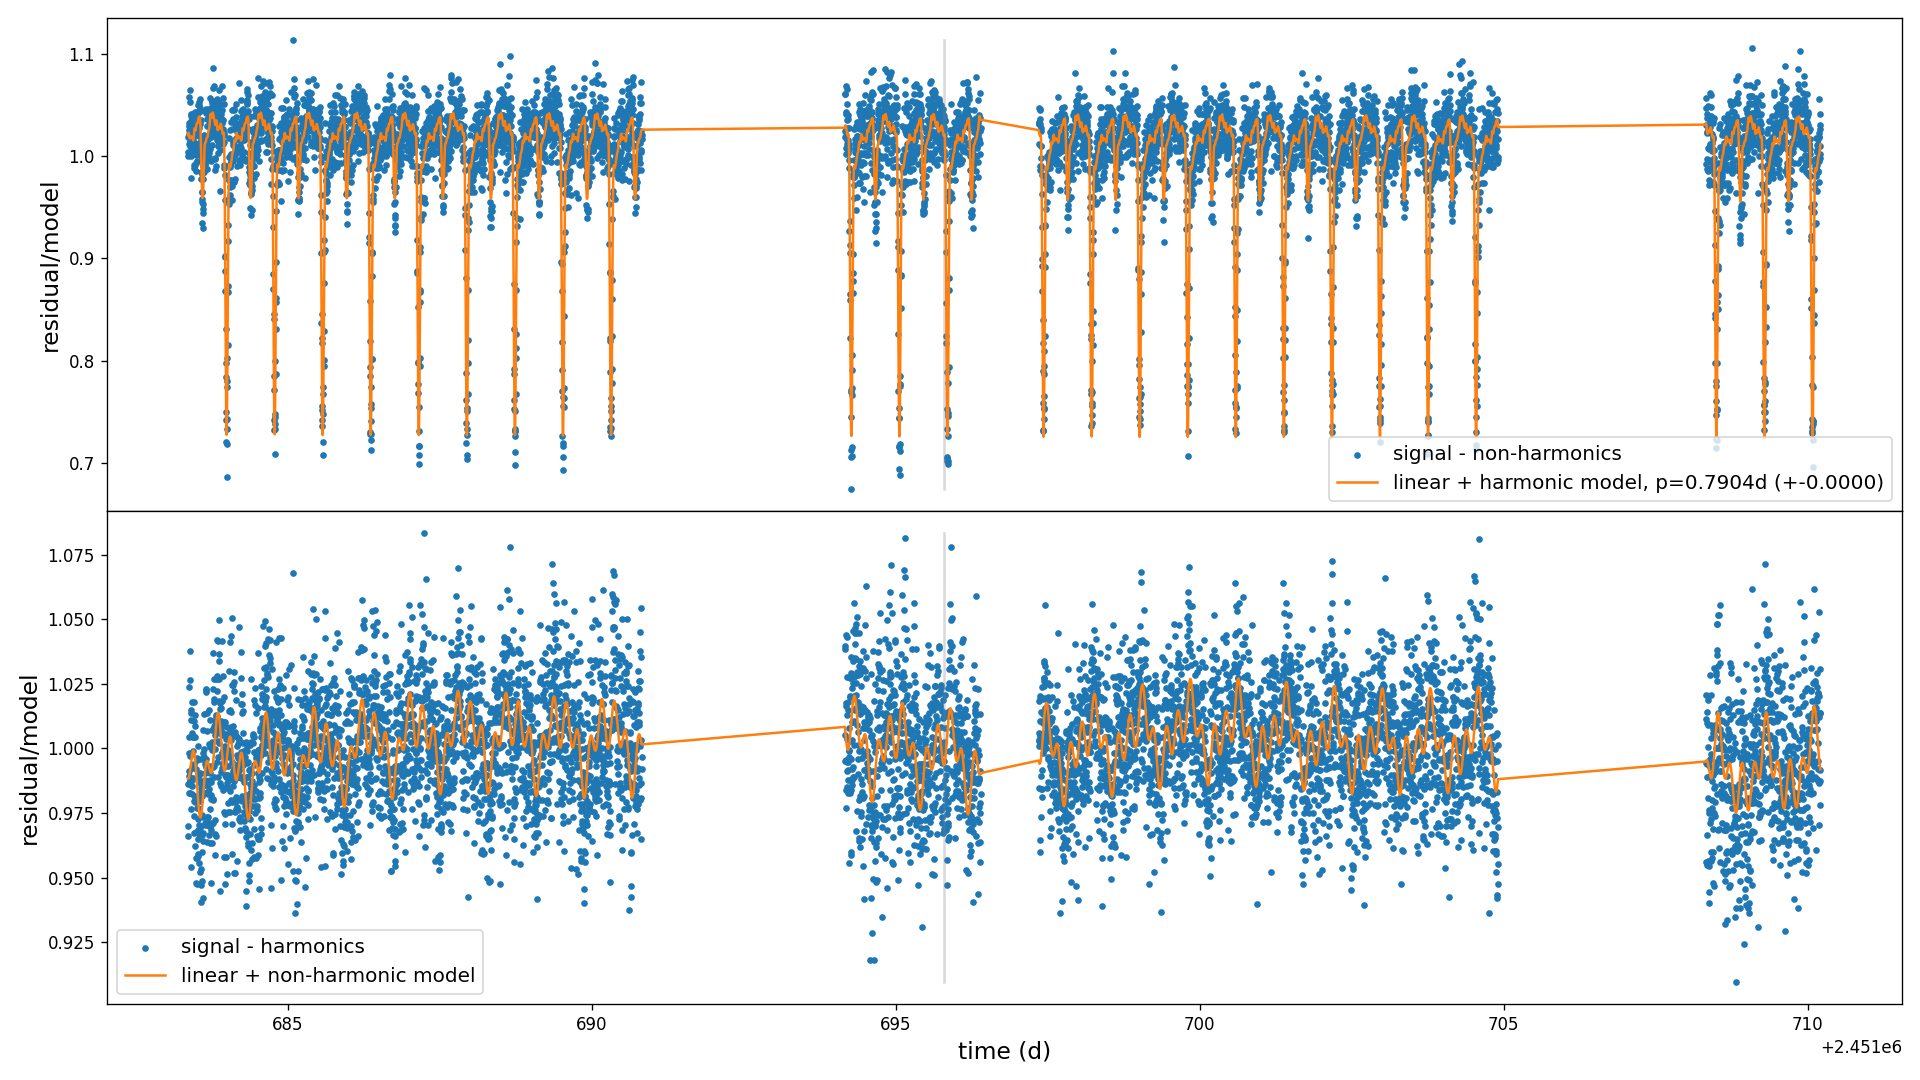 1.1
1.0
0.9
0.8
0.7
residual/model
signal - non-harmonics
linear + harmonic model, p=0.7904d (+-0.0000)
1.075
1.050
1.025
1.000
0.975
0.950
0.925
residual/model
signal - harmonics
linear + non-harmonic model
685
690
695
700
705
710
time (d)
+2.451e6